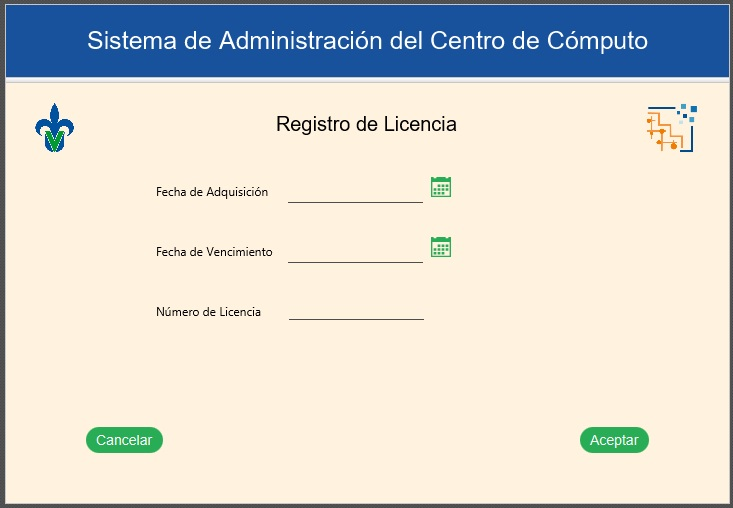 Sistema de Administración del Centro de Cómputo
Registro de Licencia
Fecha de Adquisición
Fecha de Vencimiento
Número de Licencia
Cancelar
Aceptar